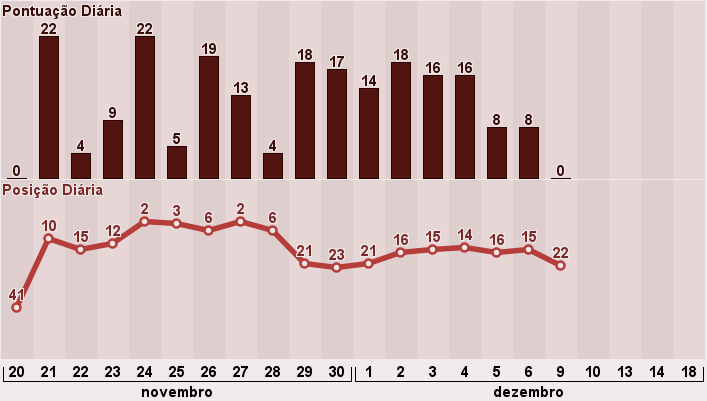 Pontuação Diária
0 22 4 9 22 5 19 13 4 18 17 14 18 16 16 8 8 0
Posição Diária
41 10 15 12 2 3 6 2 6 21 23 21 16 15 14 16 15 22
20 21 22 23 24 25 26 27 28 29 30 1 2 3 4 5 6 9 10 13 14 18
novembro dezembro